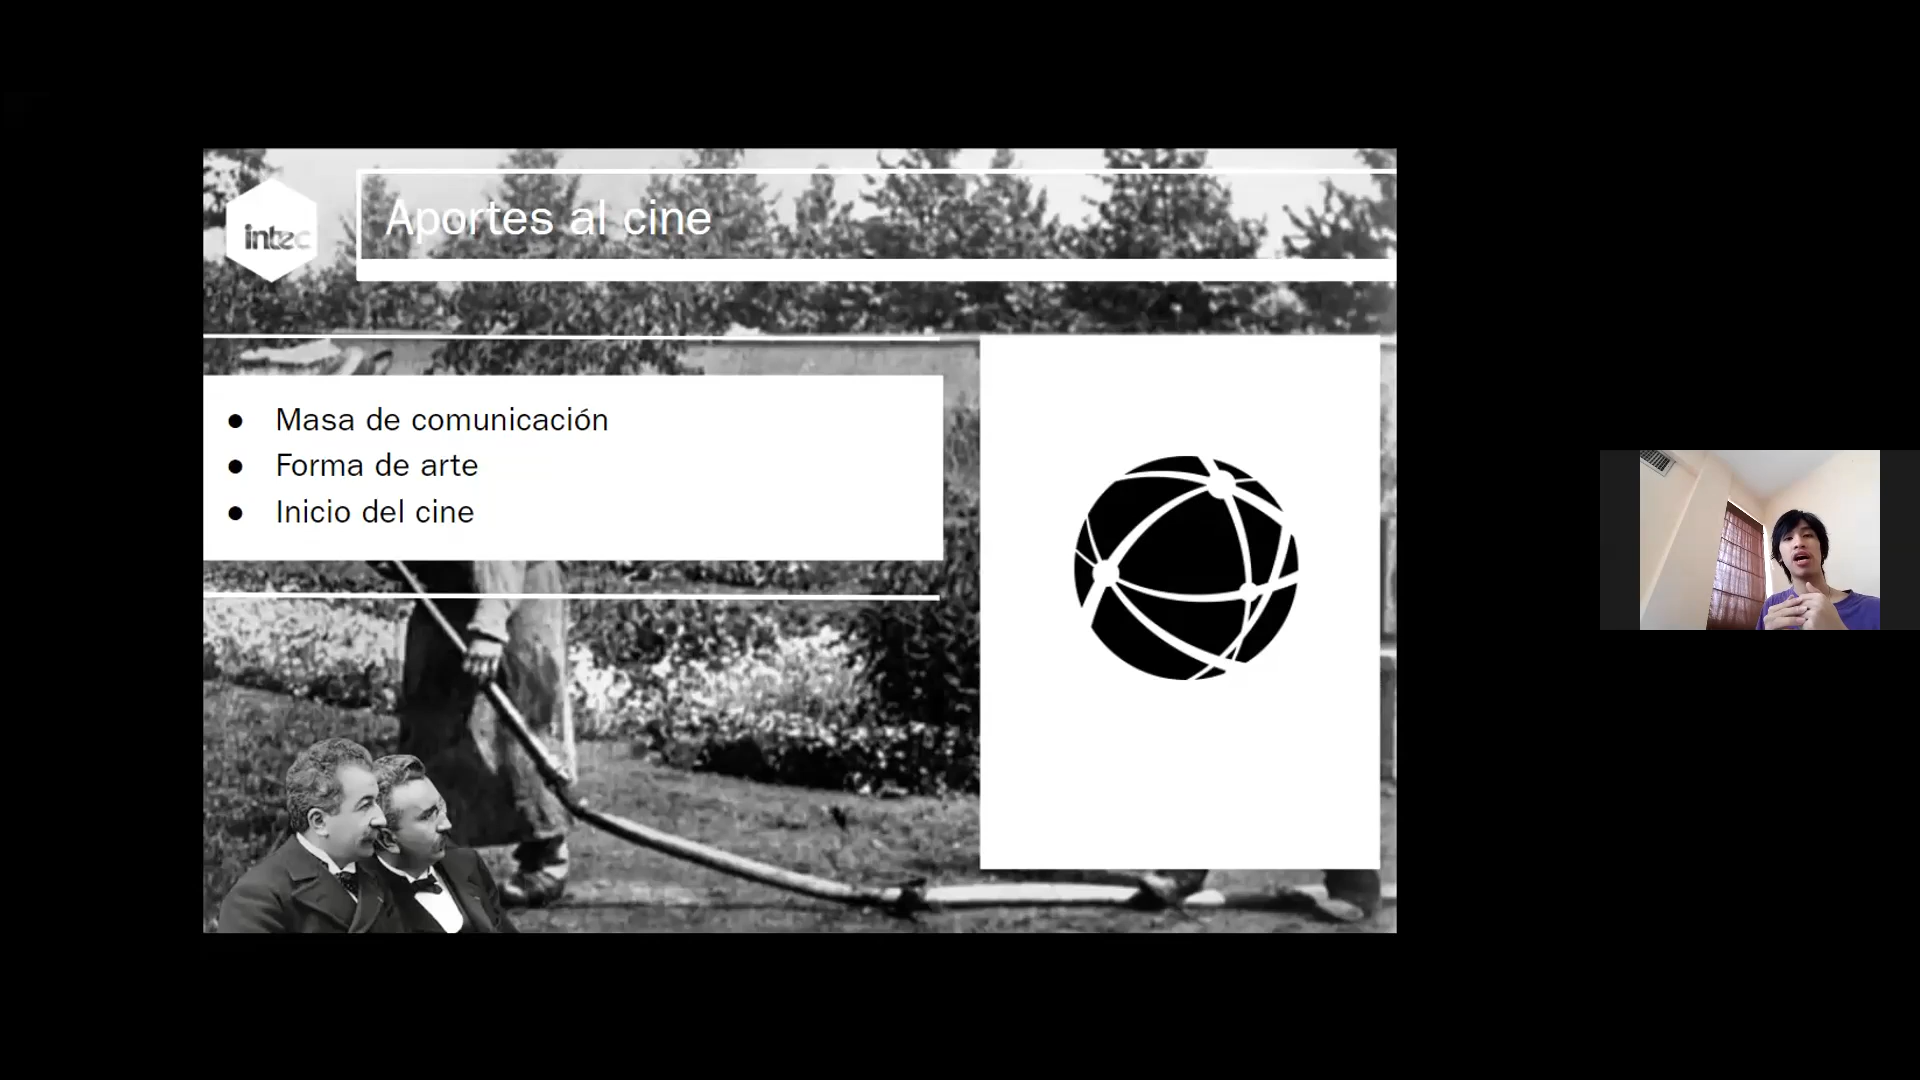 intec
Aportes al cine
● Masa de comunicación
● Forma de arte
● Inicio del cine